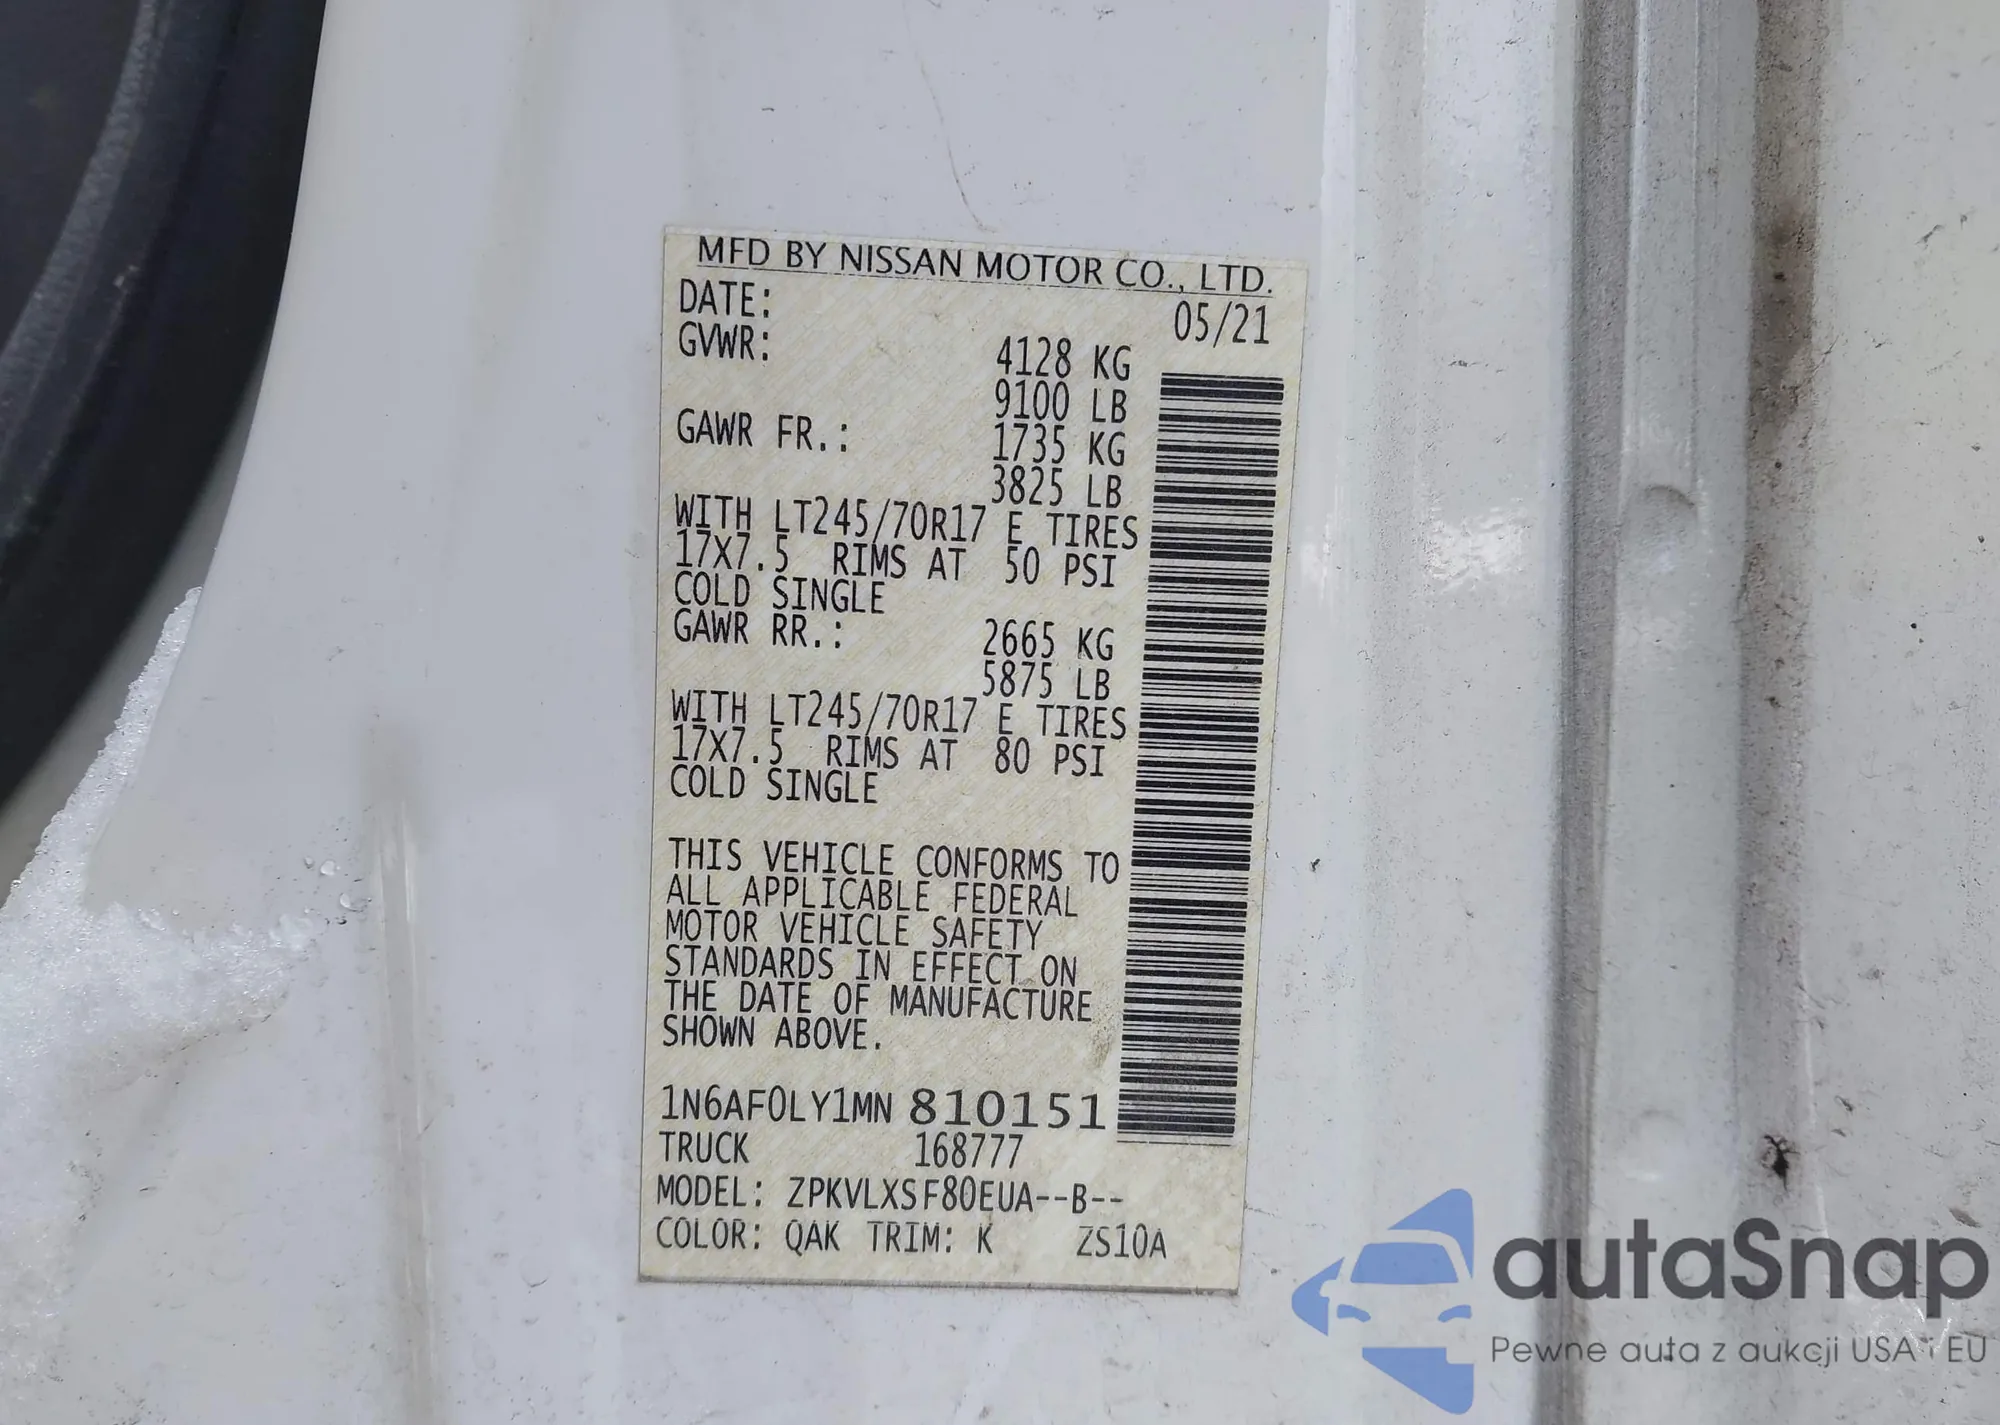 MFD BY NISSAN MOTOR CO., LTD.
DATE: 05/21
GVWR: 4128 KG
9100 LB
GAWR FR.: 1735 KG
3825 LB
WITH LT245/70R17 E TIRES
17X7.5 RIMS AT 50 PSI
COLD SINGLE
GAWR RR.: 2665 KG
5875 LB
WITH LT245/70R17 E TIRES
17X7.5 RIMS AT 80 PSI
COLD SINGLE
THIS VEHICLE CONFORMS TO
ALL APPLICABLE FEDERAL
MOTOR VEHICLE SAFETY
STANDARDS IN EFFECT ON
THE DATE OF MANUFACTURE
SHOWN ABOVE.
1N6AF0LY1MN 810151
TRUCK 168777
MODEL: ZPKVLXSF80EUA--B--
COLOR: QAK TRIM: K ZS10A
autaSnap
Pewne auta z aukcji USA i EU